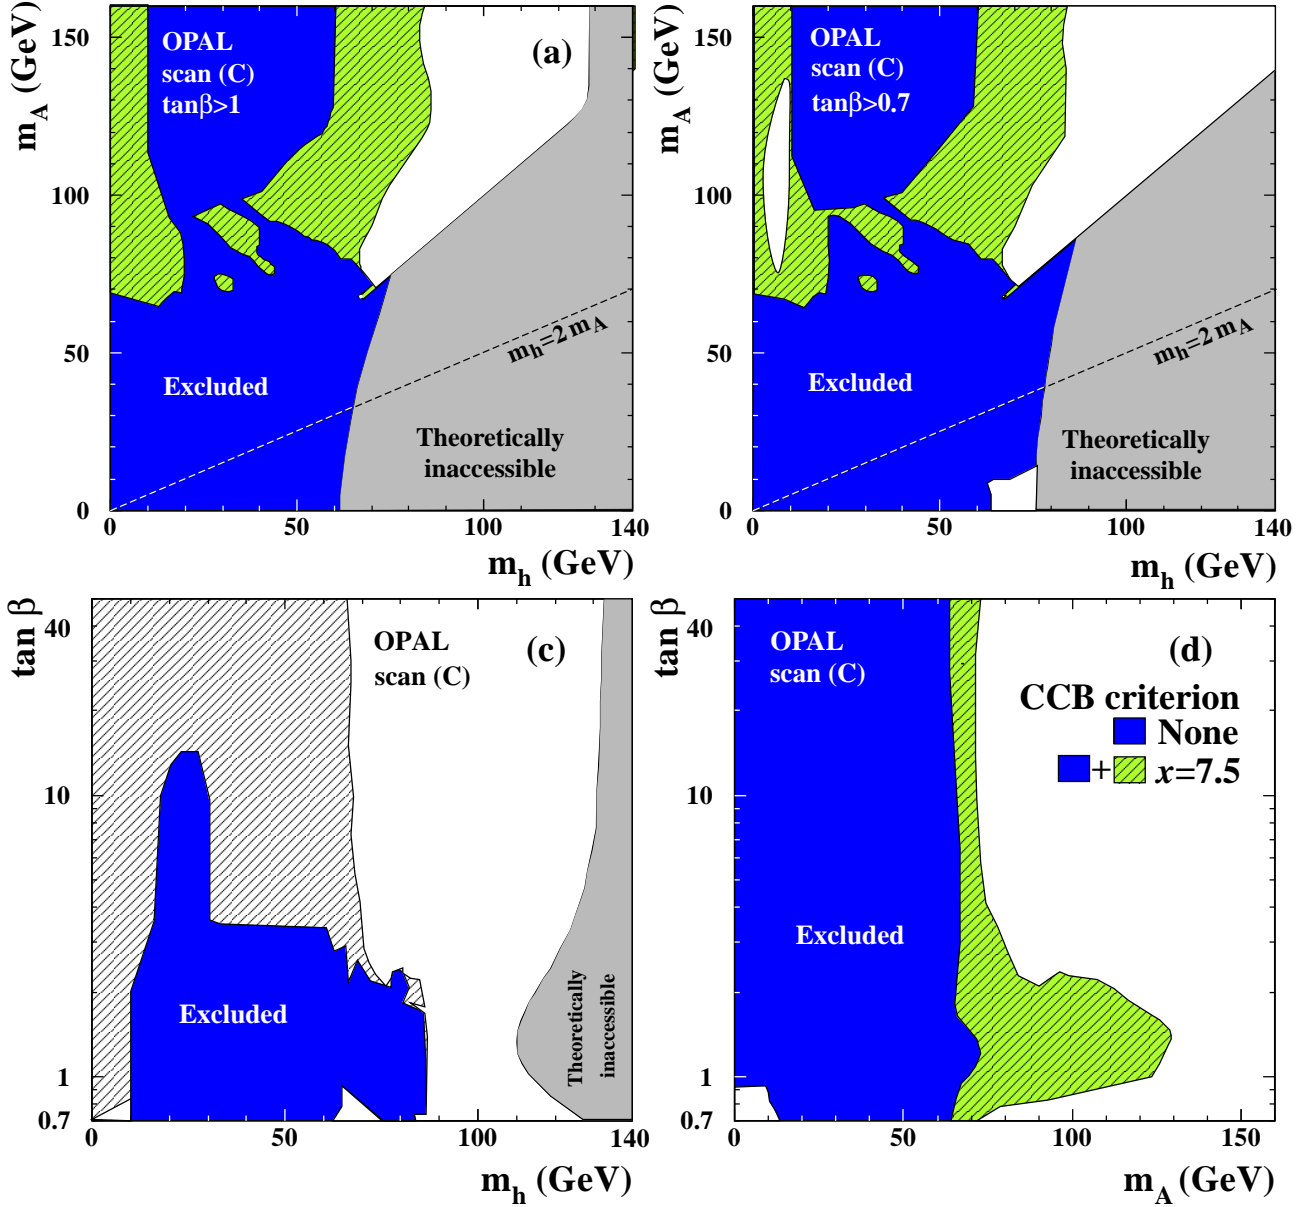 m_A (GeV)
150
100
50
0
OPAL
scan (C)
tanβ>1
(a)
Excluded
m_h=2 m_A
Theoretically
inaccessible
0
50
100
140
m_h (GeV)
m_A (GeV)
150
100
50
0
OPAL
scan (C)
tanβ>0.7
Excluded
m_h=2 m_A
Theoretically
inaccessible
0
50
100
140
m_h (GeV)
tan β
40
10
1
0.7
OPAL
scan (C)
(c)
Excluded
Theoretically
inaccessible
0
50
100
140
m_h (GeV)
tan β
40
10
1
0.7
OPAL
scan (C)
(d)
CCB criterion
None
+ x=7.5
Excluded
0
50
100
150
m_A (GeV)